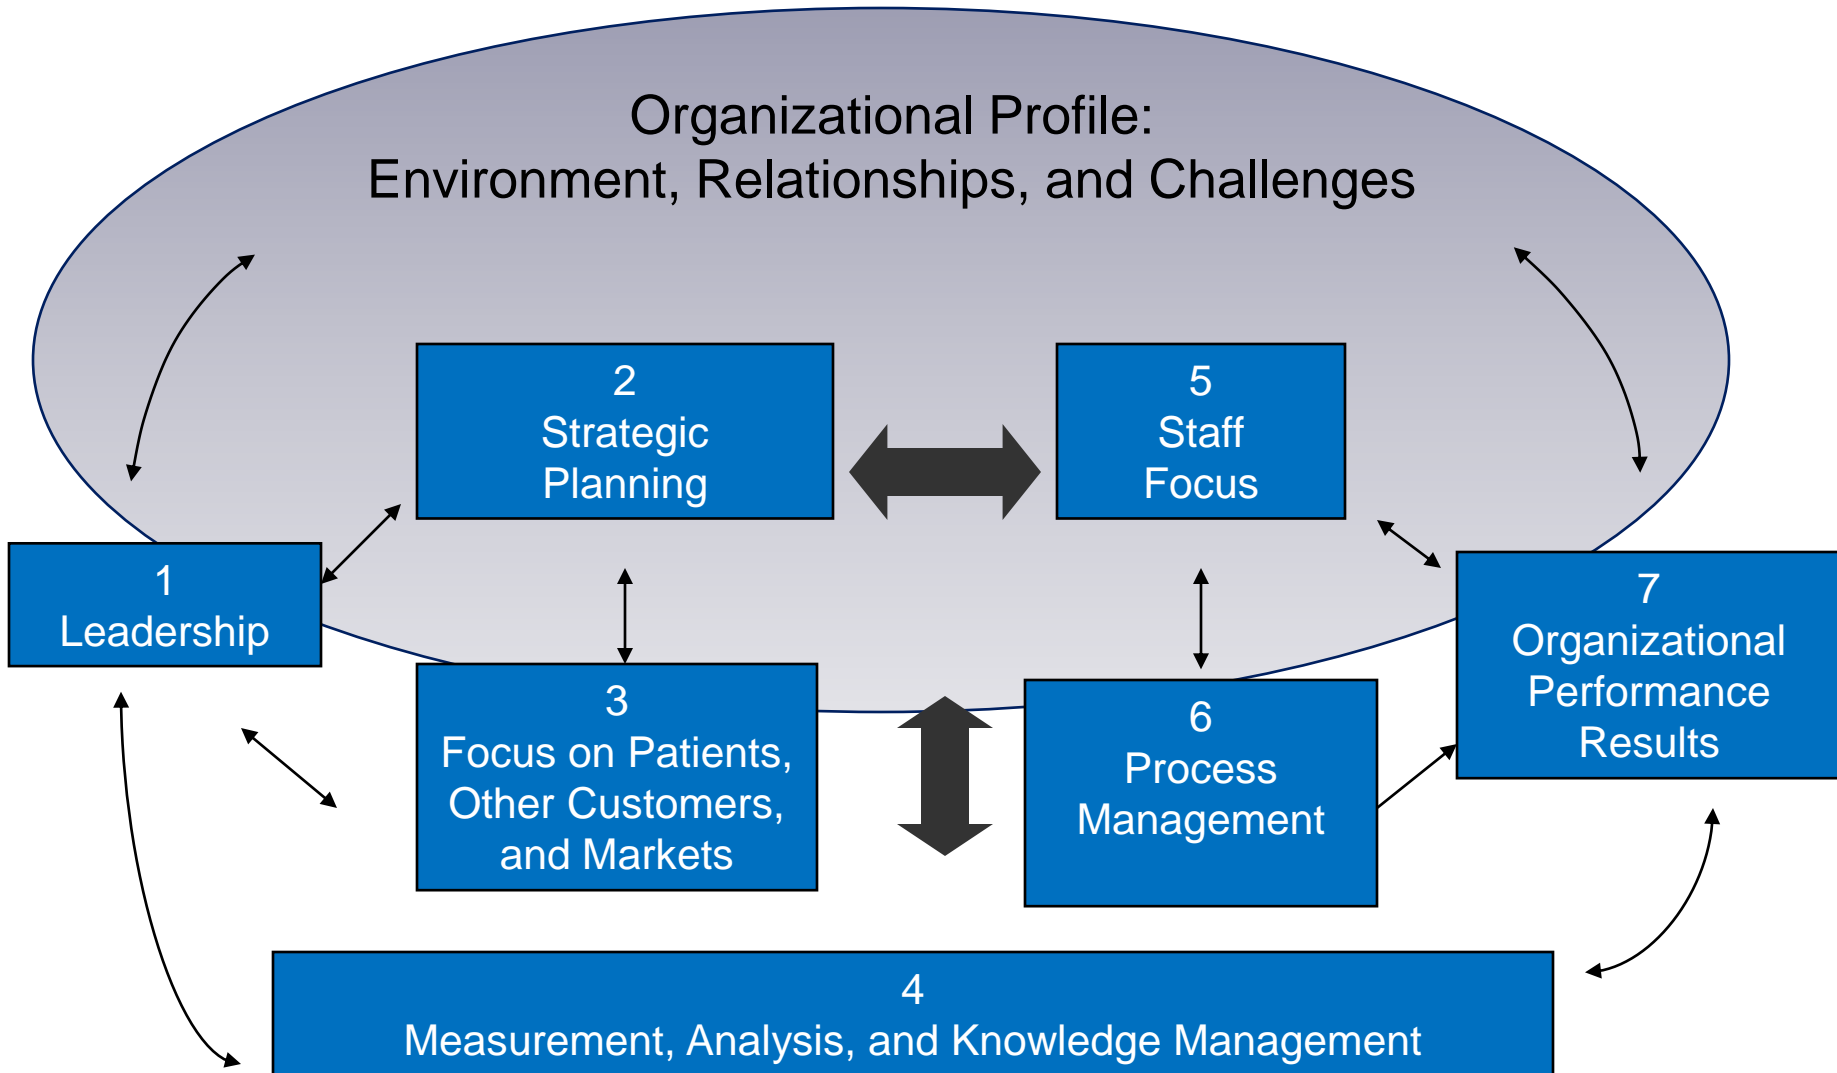 Organizational Profile:
Environment, Relationships, and Challenges
2
Strategic
Planning
5
Staff
Focus
1
Leadership
7
Organizational
Performance
Results
3
Focus on Patients,
Other Customers,
and Markets
6
Process
Management
4
Measurement, Analysis, and Knowledge Management